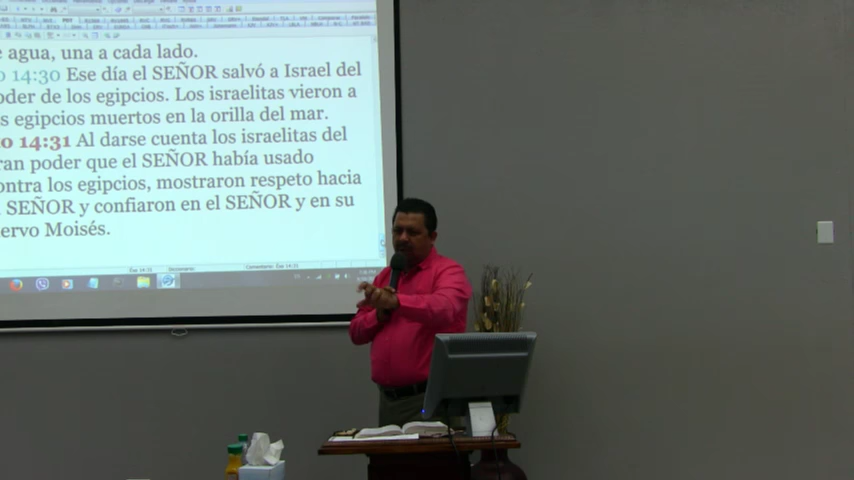 agua, una a cada lado.
14:30 Ese día el SEÑOR salvó a Israel del
oder de los egipcios. Los israelitas vieron a
s egipcios muertos en la orilla del mar.
o 14:31 Al darse cuenta los israelitas del
ran poder que el SEÑOR había usado
ontra los egipcios, mostraron respeto hacia
SEÑOR y confiaron en el SEÑOR y en su
ervo Moisés.